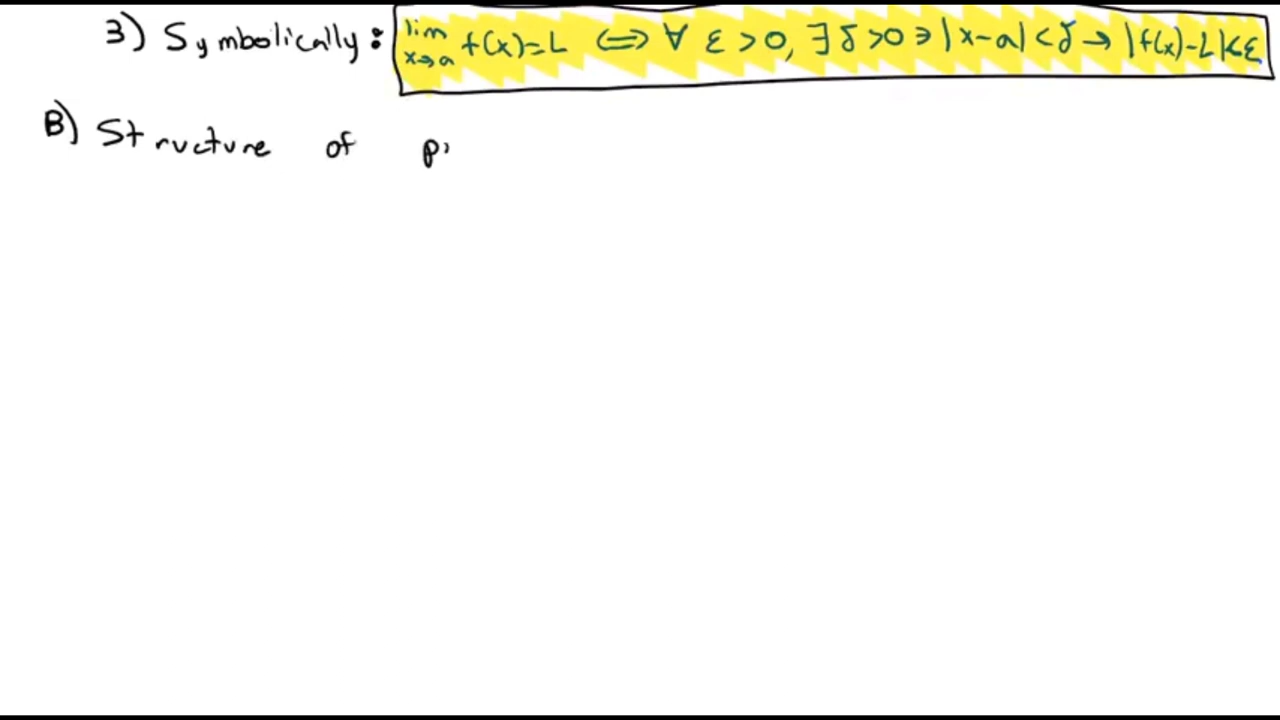 3) Symbolically: lim x→a f(x)=L ⟺ ∀ ε>0, ∃ δ>0 ∋ |x-a|<δ → |f(x)-L|<ε
B) Structure of